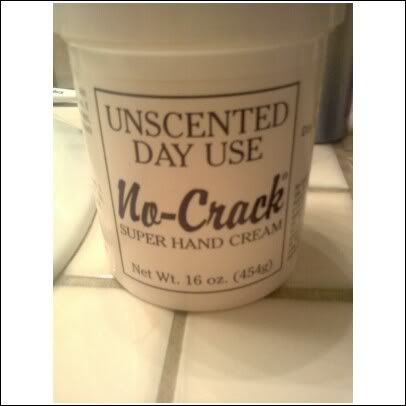 UNSCENTED
DAY USE
No-Crack®
SUPER HAND CREAM
Net Wt. 16 oz. (454g)